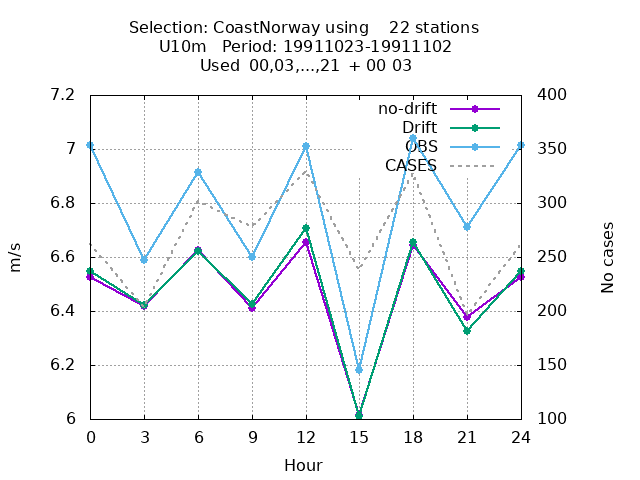 Selection: CoastNorway using 22 stations
U10m Period: 19911023-19911102
Used 00,03,...,21 + 00 03
no-drift
Drift
OBS
CASES
7.2
7
6.8
6.6
6.4
6.2
6
400
350
300
250
200
150
100
m/s
No cases
0 3 6 9 12 15 18 21 24
Hour